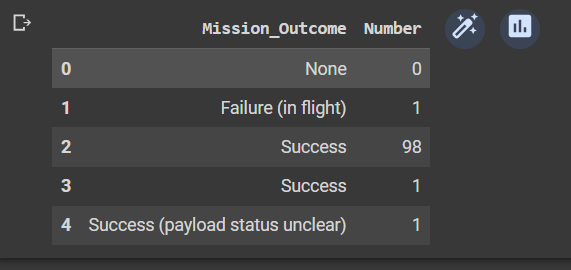 Mission_Outcome Number
0 None 0
1 Failure (in flight) 1
2 Success 98
3 Success 1
4 Success (payload status unclear) 1